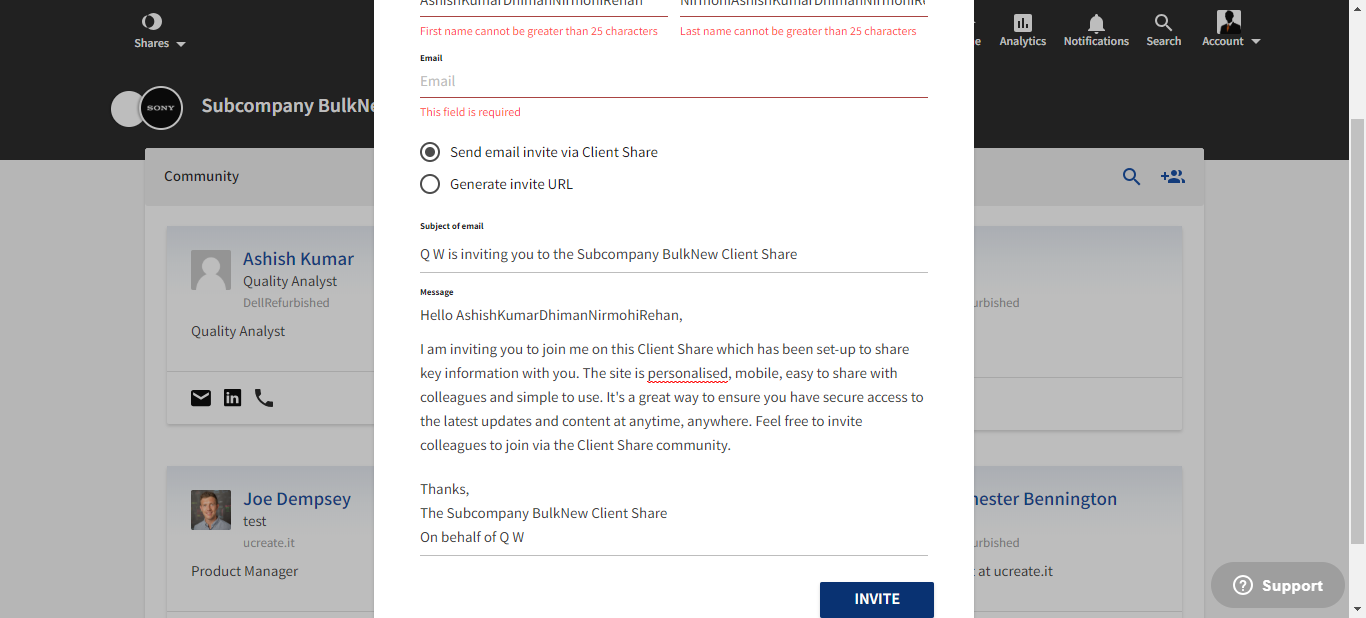 AshishKumarDhimanNirmohiRehan
First name cannot be greater than 25 characters
Last name cannot be greater than 25 characters
Email
Email
This field is required
Send email invite via Client Share
Generate invite URL
Subject of email
Q W is inviting you to the Subcompany BulkNew Client Share
Message
Hello AshishKumarDhimanNirmohiRehan,
I am inviting you to join me on this Client Share which has been set-up to share
key information with you. The site is personalised, mobile, easy to share with
colleagues and simple to use. It's a great way to ensure you have secure access to
the latest updates and content at anytime, anywhere. Feel free to invite
colleagues to join via the Client Share community.
Thanks,
The Subcompany BulkNew Client Share
On behalf of Q W
INVITE
Shares
Analytics
Notifications
Search
Account
SONY
Subcompany BulkNe
Community
Ashish Kumar
Quality Analyst
DellRefurbished
Quality Analyst
urbished
Joe Dempsey
test
ucreate.it
Product Manager
hester Bennington
urbished
at ucreate.it
Support